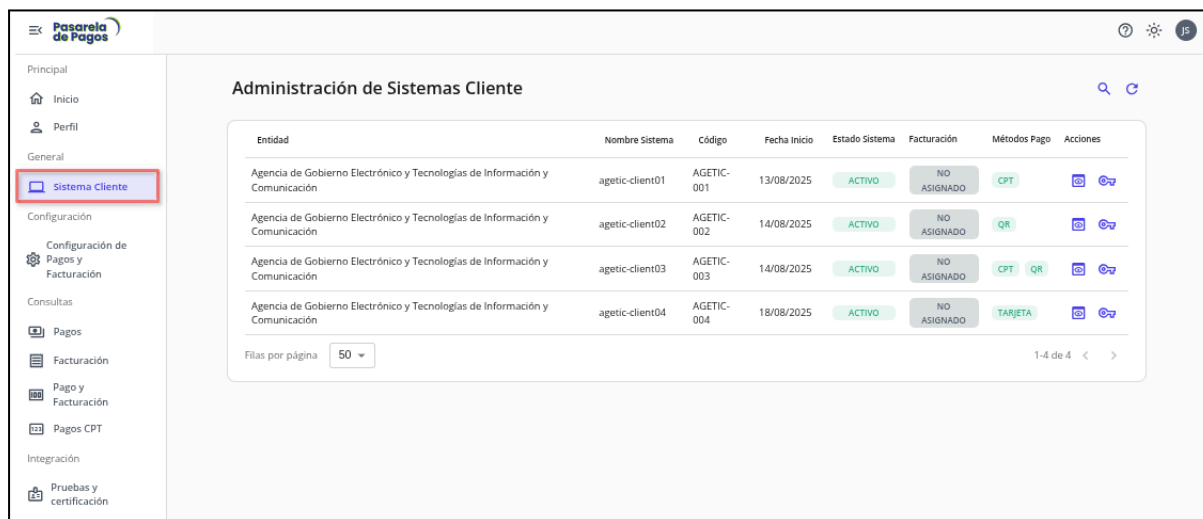 Pasarela
de Pagos
JS
Principal
Inicio
Perfil
General
Sistema Cliente
Configuración
Configuración de
Pagos y
Facturación
Consultas
Pagos
Facturación
Pago y
Facturación
Pagos CPT
Integración
Pruebas y
certificación
Administración de Sistemas Cliente
Entidad Nombre Sistema Código Fecha Inicio Estado Sistema Facturación Métodos Pago Acciones
Agencia de Gobierno Electrónico y Tecnologías de Información y
Comunicación
agetic-client01
AGETIC-
001
13/08/2025
ACTIVO
NO
ASIGNADO
CPT
Agencia de Gobierno Electrónico y Tecnologías de Información y
Comunicación
agetic-client02
AGETIC-
002
14/08/2025
ACTIVO
NO
ASIGNADO
QR
Agencia de Gobierno Electrónico y Tecnologías de Información y
Comunicación
agetic-client03
AGETIC-
003
14/08/2025
ACTIVO
NO
ASIGNADO
CPT QR
Agencia de Gobierno Electrónico y Tecnologías de Información y
Comunicación
agetic-client04
AGETIC-
004
18/08/2025
ACTIVO
NO
ASIGNADO
TARJETA
Filas por página 50 1-4 de 4